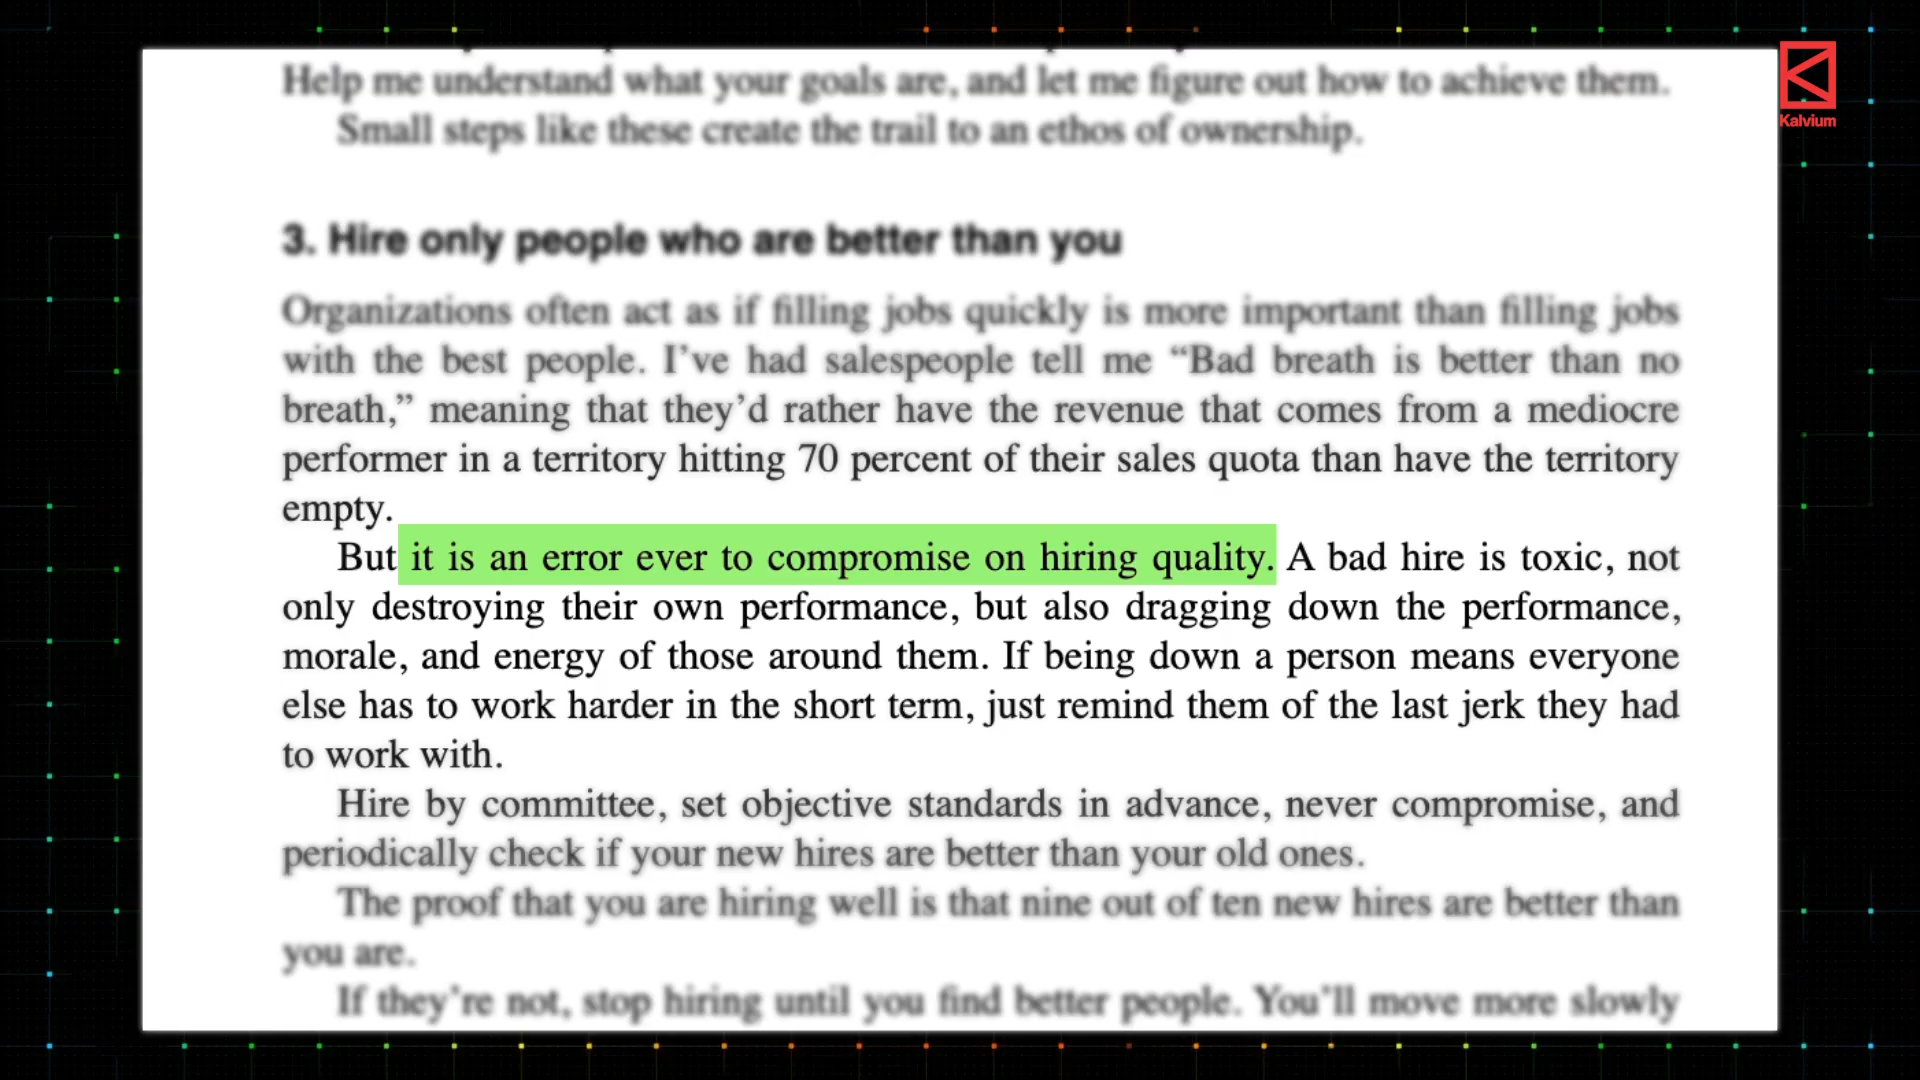 Kalvium
Help me understand what your goals are, and let me figure out how to achieve them.
Small steps like these create the trail to an ethos of ownership.
3. Hire only people who are better than you
Organizations often act as if filling jobs quickly is more important than filling jobs
with the best people. I’ve had salespeople tell me “Bad breath is better than no
breath,” meaning that they’d rather have the revenue that comes from a mediocre
performer in a territory hitting 70 percent of their sales quota than have the territory
empty.
But it is an error ever to compromise on hiring quality. A bad hire is toxic, not
only destroying their own performance, but also dragging down the performance,
morale, and energy of those around them. If being down a person means everyone
else has to work harder in the short term, just remind them of the last jerk they had
to work with.
Hire by committee, set objective standards in advance, never compromise, and
periodically check if your new hires are better than your old ones.
The proof that you are hiring well is that nine out of ten new hires are better than
you are.
If they’re not, stop hiring until you find better people. You’ll move more slowly